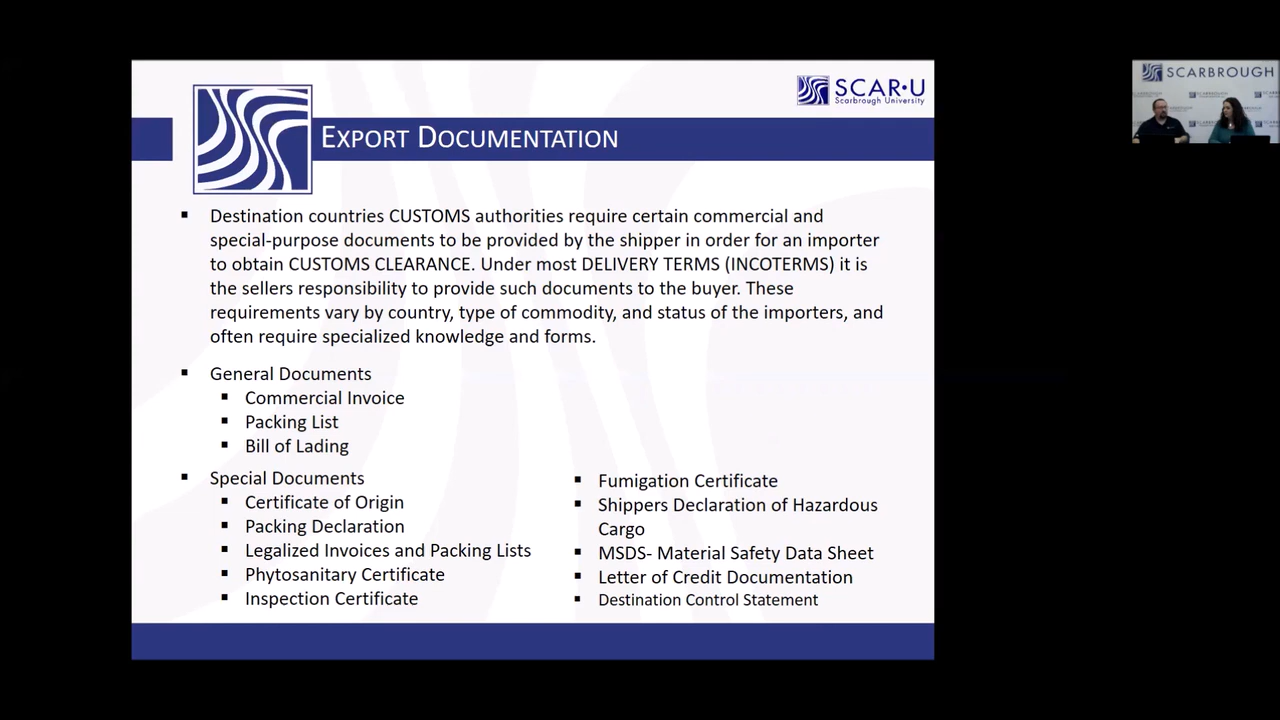 SCAR•U
Scarbrough University
EXPORT DOCUMENTATION
▪ Destination countries CUSTOMS authorities require certain commercial and
special-purpose documents to be provided by the shipper in order for an importer
to obtain CUSTOMS CLEARANCE. Under most DELIVERY TERMS (INCOTERMS) it is
the sellers responsibility to provide such documents to the buyer. These
requirements vary by country, type of commodity, and status of the importers, and
often require specialized knowledge and forms.
▪ General Documents
▪ Commercial Invoice
▪ Packing List
▪ Bill of Lading
▪ Special Documents
▪ Certificate of Origin
▪ Packing Declaration
▪ Legalized Invoices and Packing Lists
▪ Phytosanitary Certificate
▪ Inspection Certificate
▪ Fumigation Certificate
▪ Shippers Declaration of Hazardous
Cargo
▪ MSDS- Material Safety Data Sheet
▪ Letter of Credit Documentation
▪ Destination Control Statement
SCARBROUGH